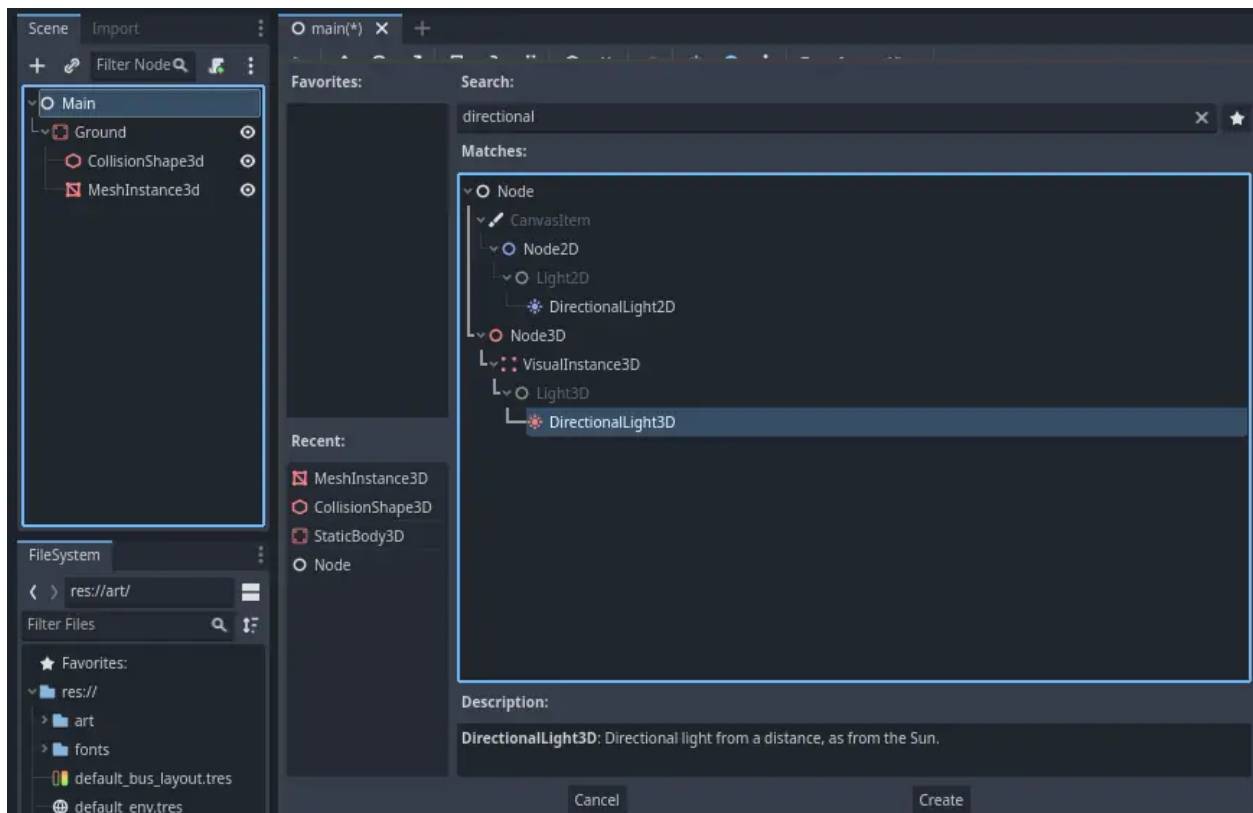 Scene Import
Filter Node
Main
Ground
CollisionShape3d
MeshInstance3d
FileSystem
res://art/
Filter Files
Favorites:
res://
art
fonts
default_bus_layout.tres
default_env.tres
main(*)
Favorites:
Recent:
MeshInstance3D
CollisionShape3D
StaticBody3D
Node
Search:
directional
Matches:
Node
CanvasItem
Node2D
Light2D
DirectionalLight2D
Node3D
VisualInstance3D
Light3D
DirectionalLight3D
Description:
DirectionalLight3D: Directional light from a distance, as from the Sun.
Cancel Create